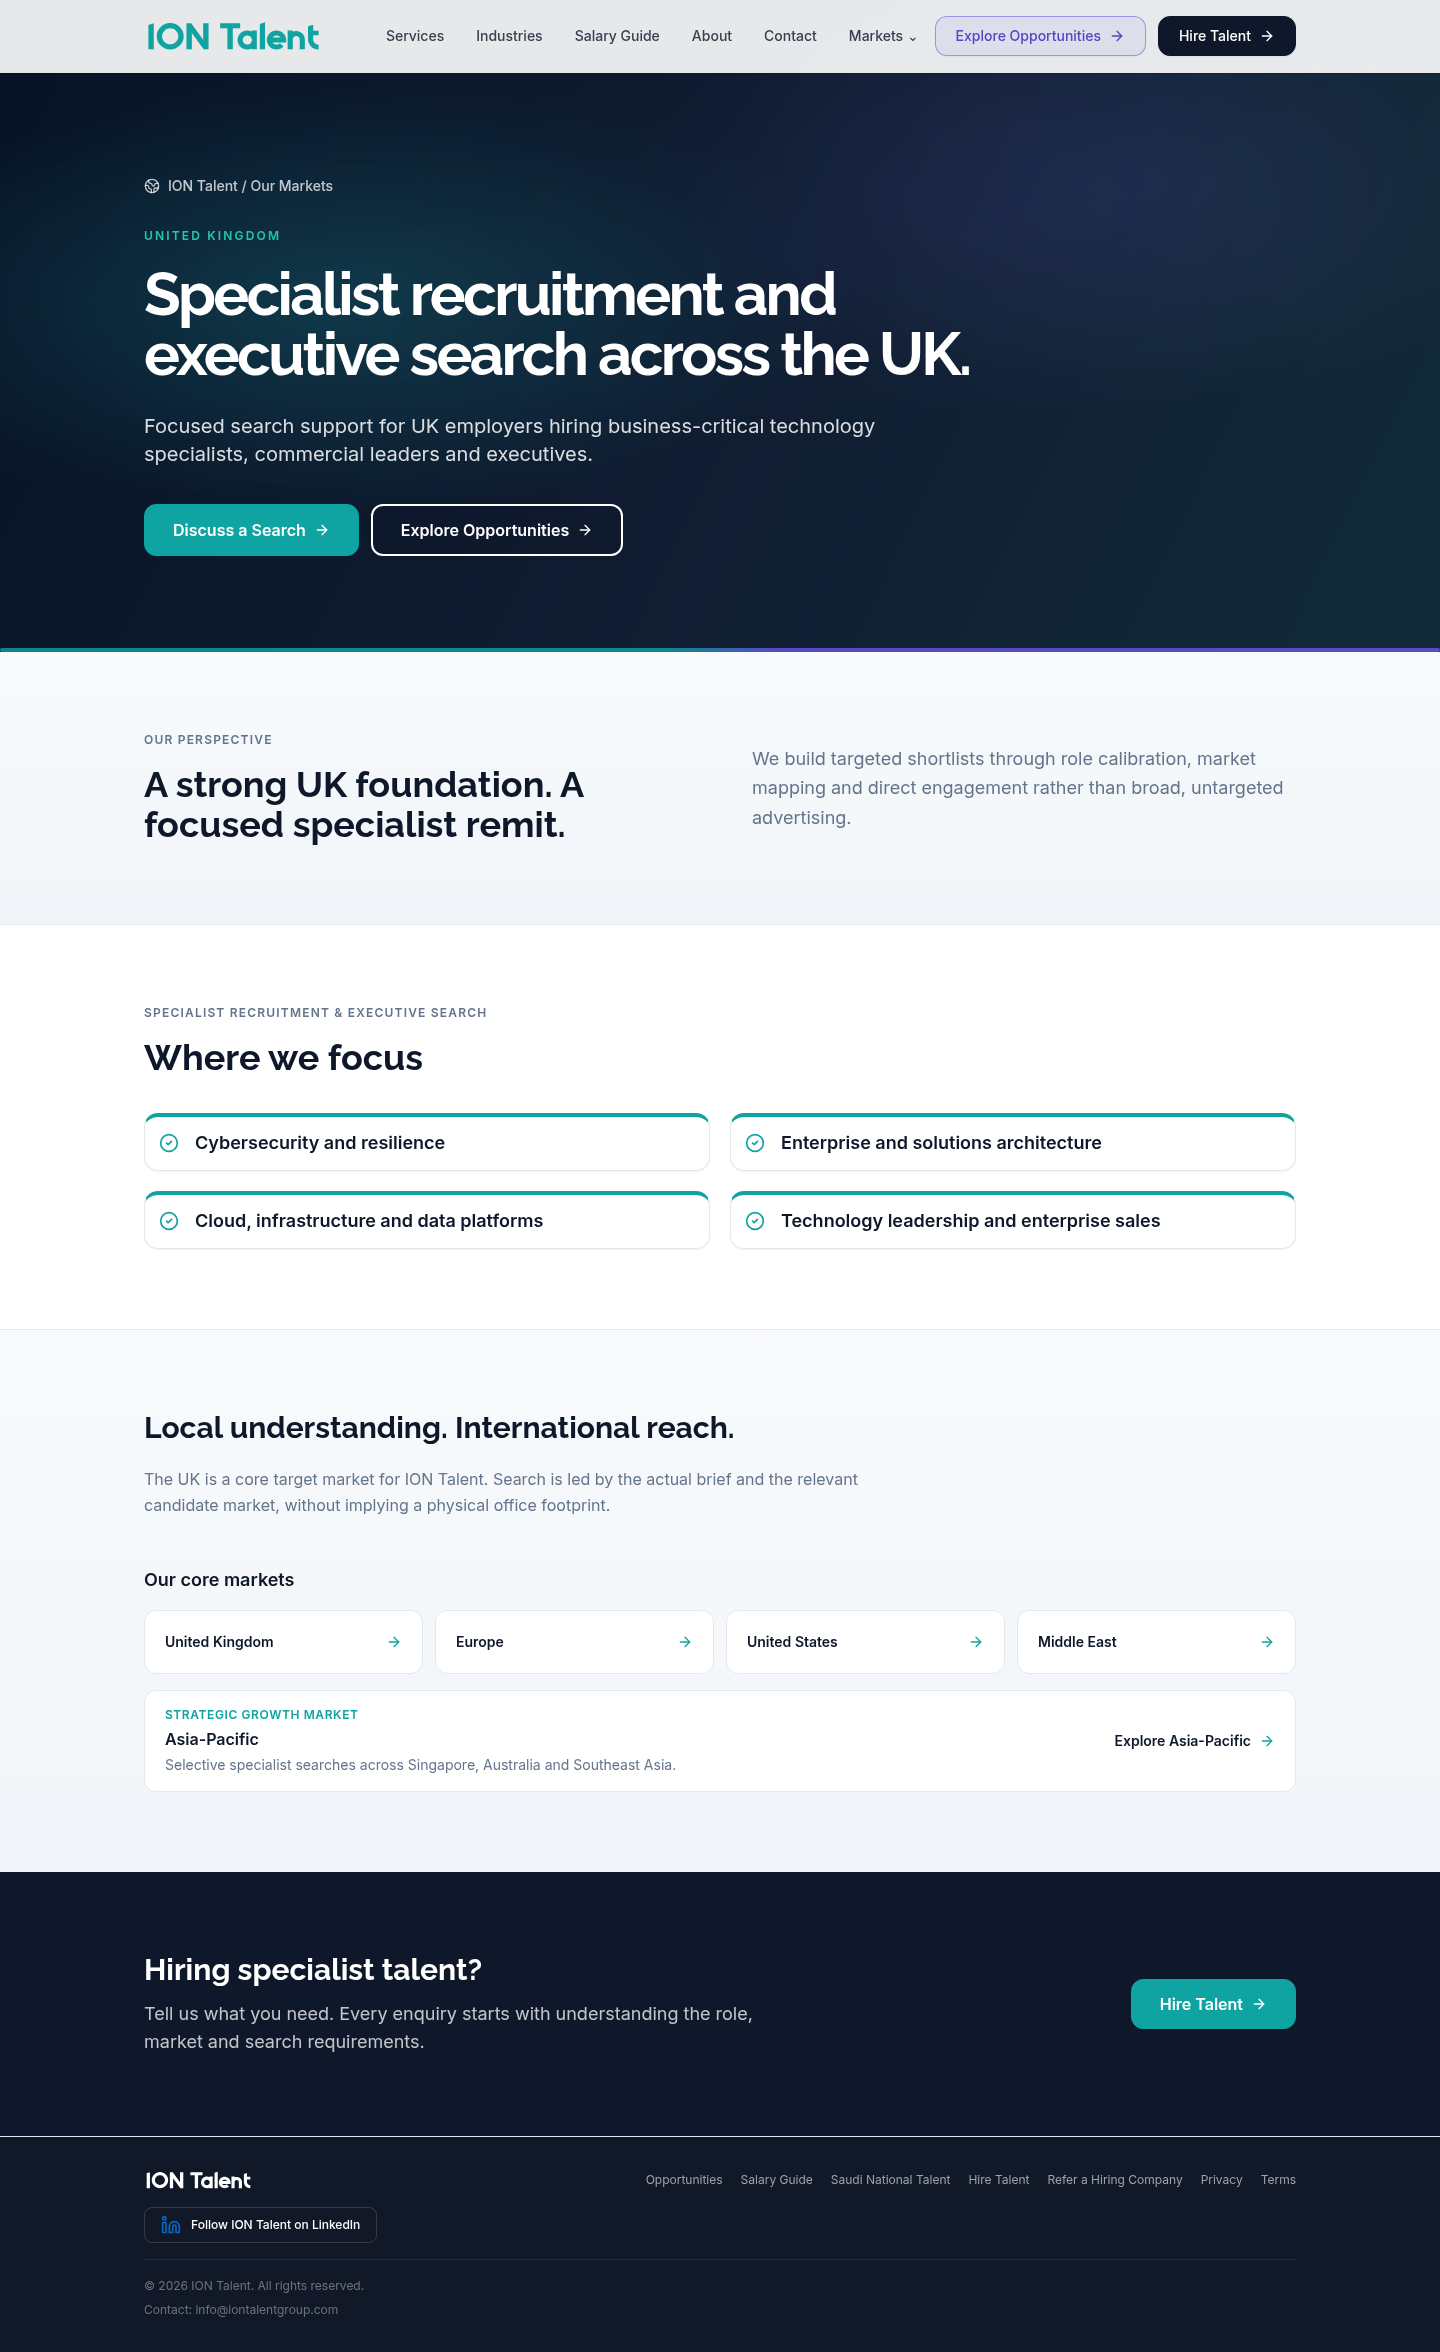 ION Talent
Services
Industries
Salary Guide
About
Contact
Markets
Explore Opportunities
Hire Talent
ION Talent / Our Markets
UNITED KINGDOM
Specialist recruitment and
executive search across the UK.
Focused search support for UK employers hiring business-critical technology
specialists, commercial leaders and executives.
Discuss a Search
Explore Opportunities
OUR PERSPECTIVE
A strong UK foundation. A
focused specialist remit.
We build targeted shortlists through role calibration, market
mapping and direct engagement rather than broad, untargeted
advertising.
SPECIALIST RECRUITMENT & EXECUTIVE SEARCH
Where we focus
Cybersecurity and resilience
Enterprise and solutions architecture
Cloud, infrastructure and data platforms
Technology leadership and enterprise sales
Local understanding. International reach.
The UK is a core target market for ION Talent. Search is led by the actual brief and the relevant
candidate market, without implying a physical office footprint.
Our core markets
United Kingdom
Europe
United States
Middle East
STRATEGIC GROWTH MARKET
Asia-Pacific
Selective specialist searches across Singapore, Australia and Southeast Asia.
Explore Asia-Pacific
Hiring specialist talent?
Tell us what you need. Every enquiry starts with understanding the role,
market and search requirements.
Hire Talent
ION Talent
Opportunities
Salary Guide
Saudi National Talent
Hire Talent
Refer a Hiring Company
Privacy
Terms
Follow ION Talent on LinkedIn
© 2026 ION Talent. All rights reserved.
Contact: info@iontalentgroup.com